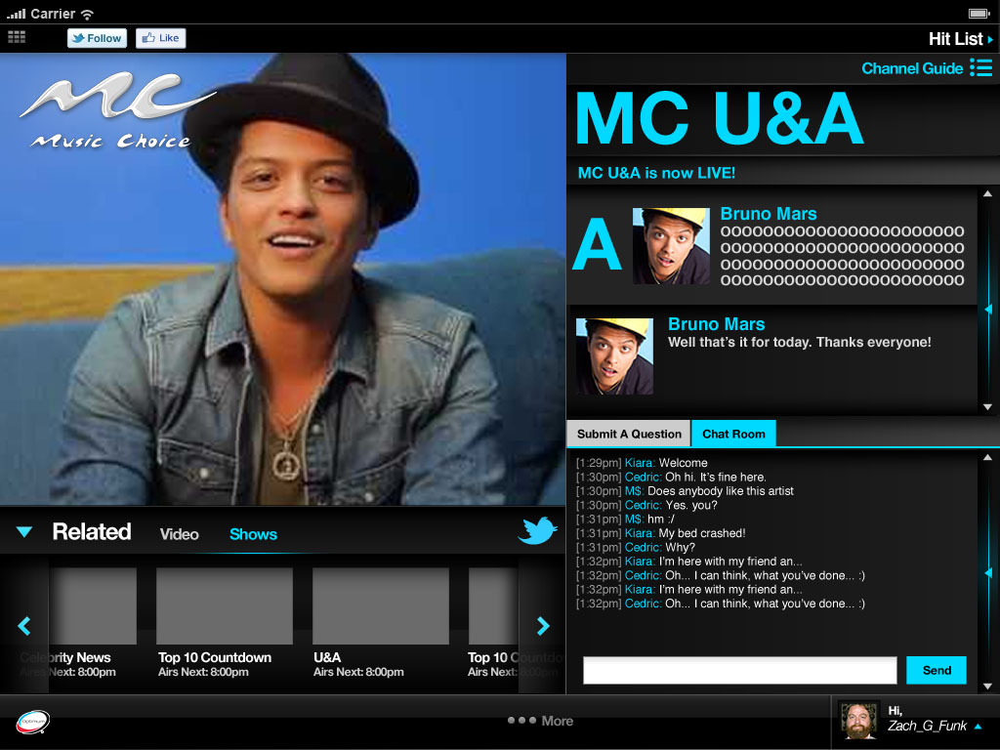 Carrier
Follow
Like
Hit List
MC
Music Choice
Channel Guide
MC U&A
MC U&A is now LIVE!
A
Bruno Mars
OOOOOOOOOOOOOOOOOOOOOOO
OOOOOOOOOOOOOOOOOOOOOOO
OOOOOOOOOOOOOOOOOOOOOOO
OOOOOOOOOOOOOOOOOOOOOOO
Bruno Mars
Well that's it for today. Thanks everyone!
Submit A Question
Chat Room
[1:29pm] Kiara: Welcome
[1:30pm] Cedric: Oh hi. It's fine here.
[1:30pm] M$: Does anybody like this artist
[1:30pm] Cedric: Yes. you?
[1:31pm] M$: hm :/
[1:31pm] Kiara: My bed crashed!
[1:31pm] Cedric: Why?
[1:32pm] Kiara: I'm here with my friend an...
[1:32pm] Cedric: Oh... I can think, what you've done... :)
[1:32pm] Kiara: I'm here with my friend an...
[1:32pm] Cedric: Oh... I can think, what you've done... :)
Send
Related
Video
Shows
Celebrity News
Airs Next: 8:00pm
Top 10 Countdown
Airs Next: 8:00pm
U&A
Airs Next: 8:00pm
Top 10 Countdo
Airs Next: 8:00pm
optimum
More
Hi,
Zach_G_Funk